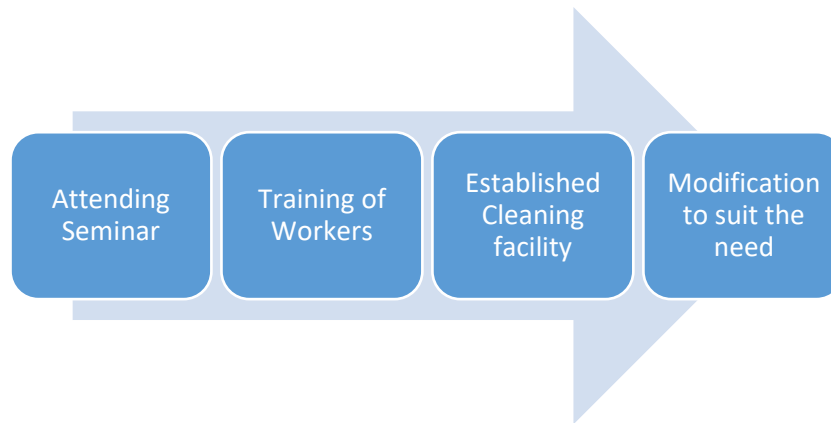 Attending
Seminar
Training of
Workers
Established
Cleaning
facility
Modification
to suit the
need